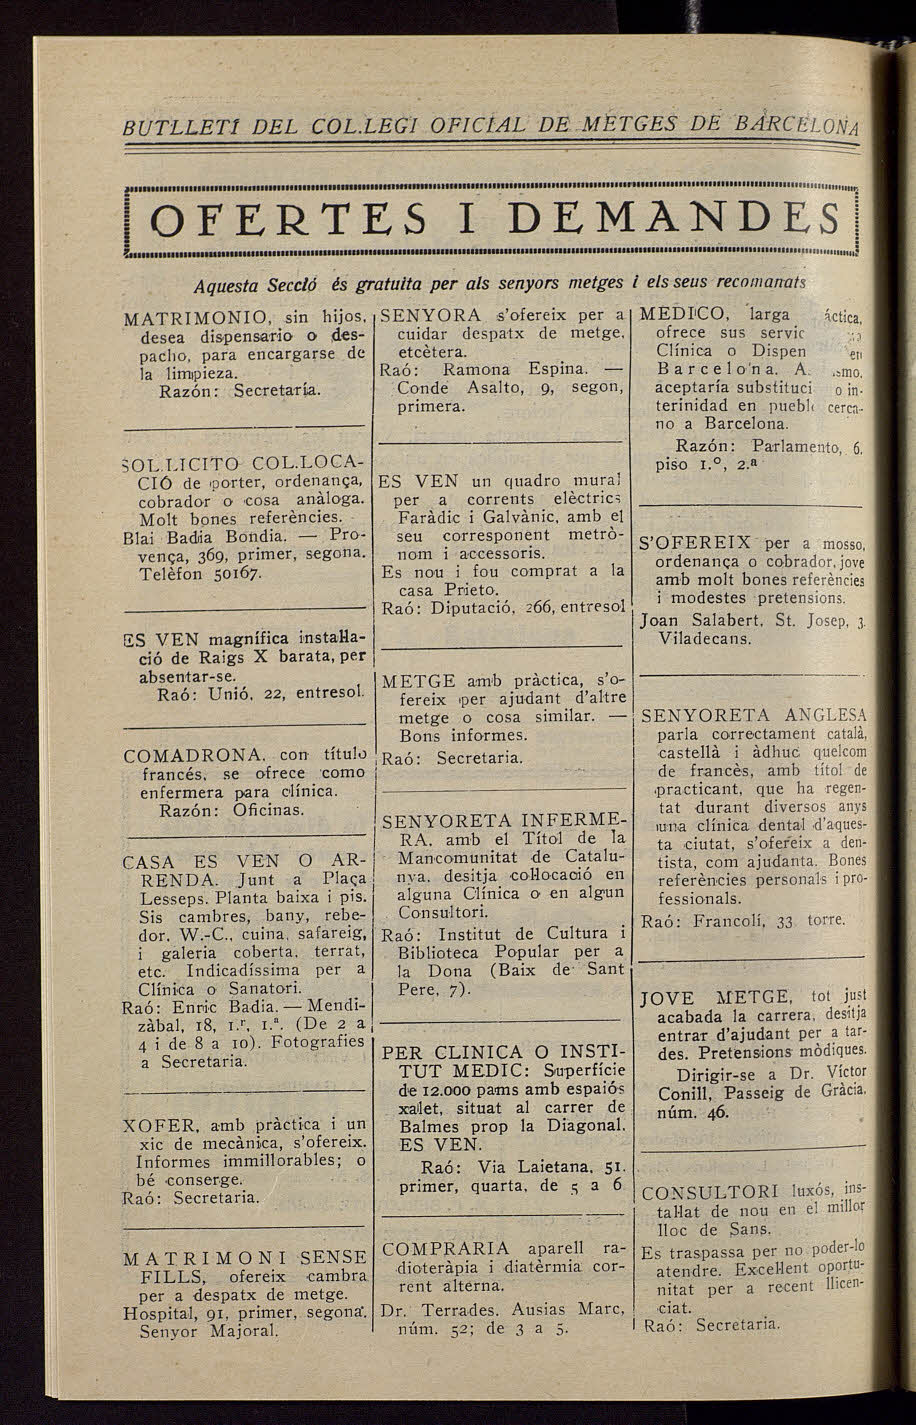 BUTLLETÍ DEL COL.LEGI OFICIAL DE METGES DE BARCELONA
OFERTES I DEMANDES
Aquesta Secció és gratuita per als senyors metges i els seus recomanats
MATRIMONIO, sin hijos,
desea dispensario o des-
pacho, para encargarse de
la limpieza.
Razón: Secretaría.
SOL.LICITO COL.LOCA-
CIÓ de porter, ordenança,
cobrador o cosa anàloga.
Molt bones referències.
Blai Badia Bondia. — Pro-
vença, 369, primer, segona.
Telèfon 50167.
ES VEN magnífica instaŀla-
ció de Raigs X barata, per
absentar-se.
Raó: Unió, 22, entresol.
COMADRONA, con título
francés, se ofrece como
enfermera para clínica.
Razón: Oficinas.
CASA ES VEN O AR-
RENDA. Junt a Plaça
Lesseps. Planta baixa i pis.
Sis cambres, bany, rebe-
dor, W.-C., cuina, safareig,
i galeria coberta, terrat,
etc. Indicadíssima per a
Clínica o Sanatori.
Raó: Enric Badia. — Mendi-
zàbal, 18, 1.r, 1.ª. (De 2 a
4 i de 8 a 10). Fotografies
a Secretaria.
XOFER, amb pràctica i un
xic de mecànica, s'ofereix.
Informes immillorables; o
bé conserge.
Raó: Secretaria.
MATRIMONI SENSE
FILLS, ofereix cambra
per a despatx de metge.
Hospital, 91, primer, segona.
Senyor Majoral.
SENYORA s'ofereix per a
cuidar despatx de metge,
etcètera.
Raó: Ramona Espina. —
Conde Asalto, 9, segon,
primera.
ES VEN un quadro mural
per a corrents elèctrics
Faràdic i Galvànic, amb el
seu corresponent metrò-
nom i accessoris.
Es nou i fou comprat a la
casa Prieto.
Raó: Diputació, 266, entresol
METGE amb pràctica, s'o-
fereix per ajudant d'altre
metge o cosa similar. —
Bons informes.
Raó: Secretaria.
SENYORETA INFERME-
RA, amb el Títol de la
Mancomunitat de Catalu-
nya, desitja coŀlocació en
alguna Clínica o en algun
Consultori.
Raó: Institut de Cultura i
Biblioteca Popular per a
la Dona (Baix de Sant
Pere, 7).
PER CLINICA O INSTI-
TUT MEDIC: Superfície
de 12.000 pams amb espaiós
xalet, situat al carrer de
Balmes prop la Diagonal.
ES VEN.
Raó: Via Laietana, 51,
primer, quarta, de 5 a 6
COMPRARIA aparell ra-
dioteràpia i diatèrmia cor-
rent alterna.
Dr. Terrades. Ausias Marc,
núm. 52; de 3 a 5.
MEDICO, larga áctica,
ofrece sus servic
Clínica o Dispen en
Barcelona. A. ismo,
aceptaría substituci o in-
terinidad en puebl cerca-
no a Barcelona.
Razón: Parlamento, 6,
piso 1.º, 2.ª
S'OFEREIX per a mosso,
ordenança o cobrador, jove
amb molt bones referències
i modestes pretensions.
Joan Salabert, St. Josep, 3.
Viladecans.
SENYORETA ANGLESA
parla correctament català,
castellà i àdhuc quelcom
de francès, amb títol de
practicant, que ha regen-
tat durant diversos anys
una clínica dental d'aques-
ta ciutat, s'ofereix a den-
tista, com ajudanta. Bones
referències personals i pro-
fessionals.
Raó: Francolí, 33 torre.
JOVE METGE, tot just
acabada la carrera, desitja
entrar d'ajudant per a tar-
des. Pretensions mòdiques.
Dirigir-se a Dr. Víctor
Conill, Passeig de Gràcia,
núm. 46.
CONSULTORI luxós, ins-
taŀlat de nou en el millor
lloc de Sans.
Es traspassa per no poder-lo
atendre. Exceŀlent oportu-
nitat per a recent llicen-
ciat.
Raó: Secretaria.